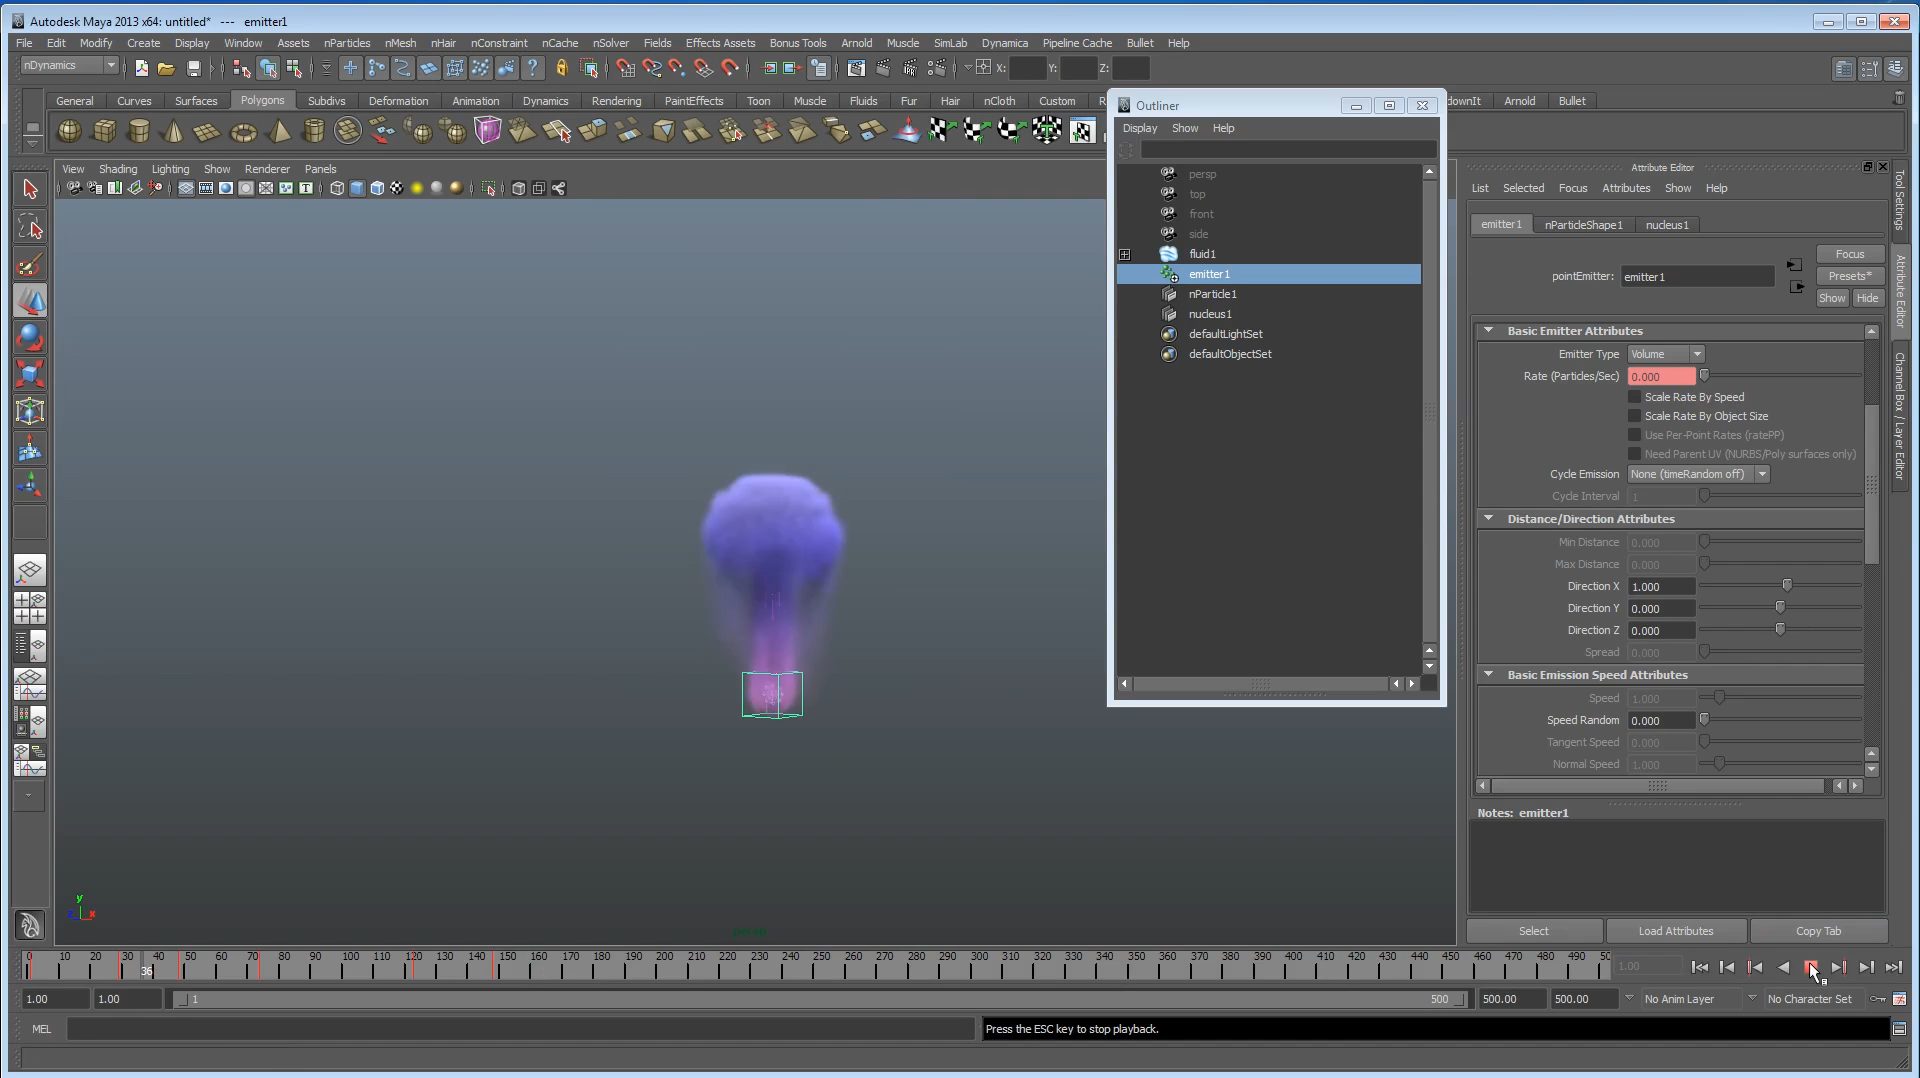 Autodesk Maya 2013 x64: untitled* --- emitter1
File Edit Modify Create Display Window Assets nParticles nMesh nHair nConstraint nCache nSolver Fields Effects Assets Bonus Tools Arnold Muscle SimLab Dynamica Pipeline Cache Bullet Help
nDynamics X: Y: Z:
General Curves Surfaces Polygons Subdivs Deformation Animation Dynamics Rendering PaintEffects Toon Muscle Fluids Fur Hair nCloth Custom Arnold Bullet
Outliner
Display Show Help
persp
top
front
side
fluid1
emitter1
nParticle1
nucleus1
defaultLightSet
defaultObjectSet
View Shading Lighting Show Renderer Panels
y
x
Attribute Editor
List Selected Focus Attributes Show Help
emitter1 nParticleShape1 nucleus1
Focus
pointEmitter: emitter1 Presets*
Show Hide
Basic Emitter Attributes
Emitter Type Volume
Rate (Particles/Sec) 0.000
Scale Rate By Speed
Scale Rate By Object Size
Use Per-Point Rates (ratePP)
Need Parent UV (NURBS/Poly surfaces only)
Cycle Emission None (timeRandom off)
Cycle Interval 1
Distance/Direction Attributes
Min Distance 0.000
Max Distance 0.000
Direction X 1.000
Direction Y 0.000
Direction Z 0.000
Spread 0.000
Basic Emission Speed Attributes
Speed 1.000
Speed Random 0.000
Tangent Speed 0.000
Normal Speed 1.000
Notes: emitter1
Select Load Attributes Copy Tab
Tool Settings
Attribute Editor
Channel Box / Layer Editor
0 10 20 30 40 50 60 70 80 90 100 110 120 130 140 150 160 170 180 190 200 210 220 230 240 250 260 270 280 290 300 310 320 330 340 350 360 370 380 390 400 410 420 430 440 450 460 470 480 490 50
36
1.00
1.00 1.00 1 500 500.00 500.00 No Anim Layer No Character Set
MEL Press the ESC key to stop playback.